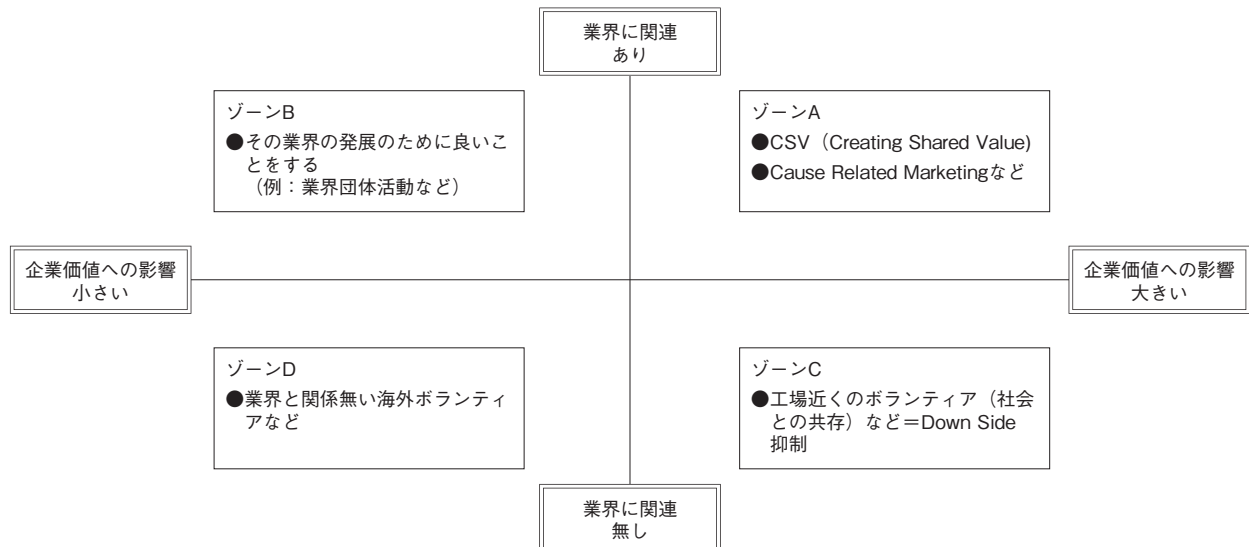 業界に関連
あり
ゾーンB
●その業界の発展のために良いこ
とをする
（例：業界団体活動など）
ゾーンA
●CSV（Creating Shared Value)
●Cause Related Marketingなど
企業価値への影響
小さい
企業価値への影響
大きい
ゾーンD
●業界と関係無い海外ボランティ
アなど
ゾーンC
●工場近くのボランティア（社会
との共存）など＝Down Side
抑制
業界に関連
無し